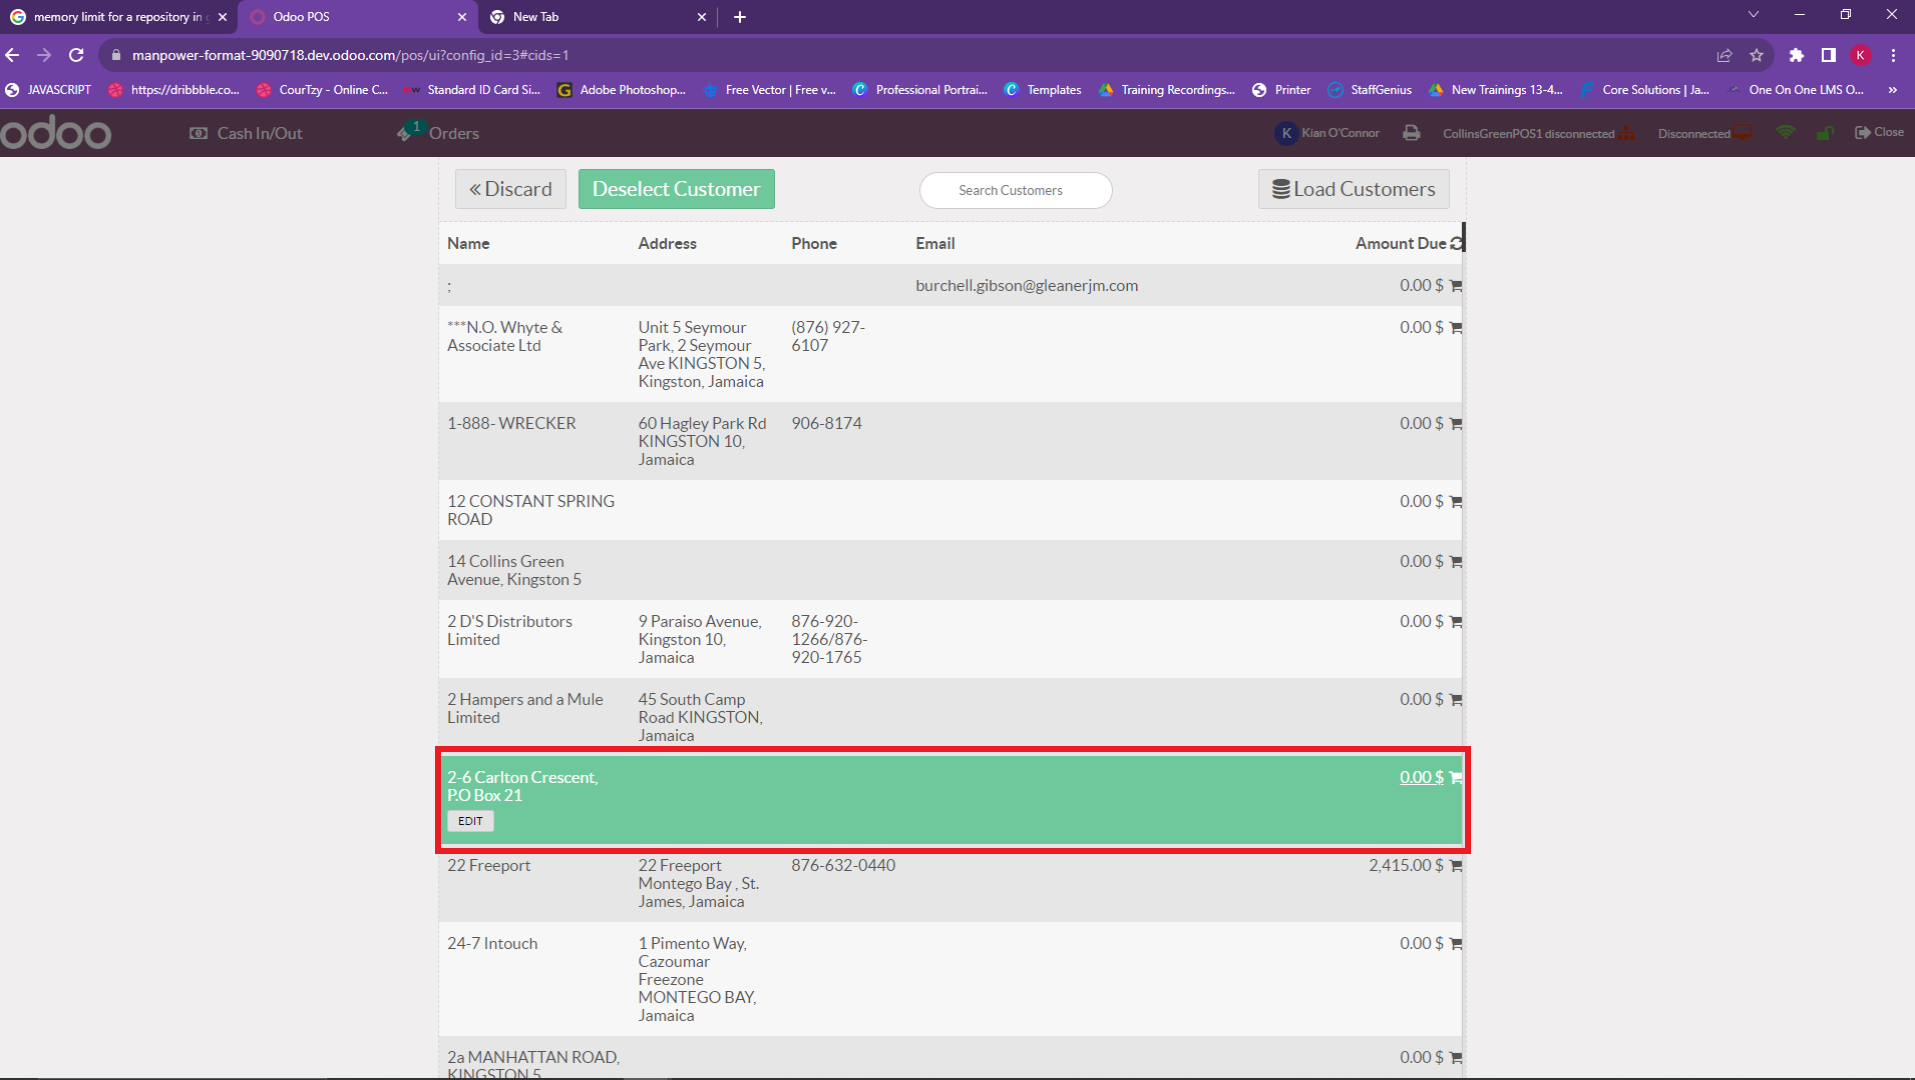 memory limit for a repository in g
Odoo POS
New Tab
manpower-format-9090718.dev.odoo.com/pos/ui?config_id=3#cids=1
K
JAVASCRIPT
https://dribbble.co...
CourTzy - Online C...
Standard ID Card Si...
Adobe Photoshop...
Free Vector | Free v...
Professional Portrai...
Templates
Training Recordings...
Printer
StaffGenius
New Trainings 13-4...
Core Solutions | Ja...
One On One LMS O...
»
odoo
Cash In/Out
1
Orders
K
Kian O'Connor
CollinsGreenPOS1 disconnected
Disconnected
Close
« Discard
Deselect Customer
Search Customers
Load Customers
Name Address Phone Email Amount Due
; burchell.gibson@gleanerjm.com 0.00 $
***N.O. Whyte & Unit 5 Seymour (876) 927- 0.00 $
Associate Ltd Park, 2 Seymour 6107
Ave KINGSTON 5,
Kingston, Jamaica
1-888- WRECKER 60 Hagley Park Rd 906-8174 0.00 $
KINGSTON 10,
Jamaica
12 CONSTANT SPRING 0.00 $
ROAD
14 Collins Green 0.00 $
Avenue, Kingston 5
2 D'S Distributors 9 Paraiso Avenue, 876-920- 0.00 $
Limited Kingston 10, 1266/876-
Jamaica 920-1765
2 Hampers and a Mule 45 South Camp 0.00 $
Limited Road KINGSTON,
Jamaica
2-6 Carlton Crescent, 0.00 $
P.O Box 21
EDIT
22 Freeport 22 Freeport 876-632-0440 2,415.00 $
Montego Bay , St.
James, Jamaica
24-7 Intouch 1 Pimento Way, 0.00 $
Cazoumar
Freezone
MONTEGO BAY,
Jamaica
2a MANHATTAN ROAD, 0.00 $
KINGSTON 5